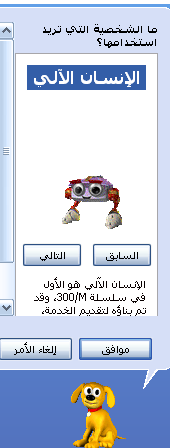 ما الشخصية التي تريد
استخدامها؟
الإنسان الآلي
السابق
التالي
الإنسان الآلي هو الأول
في سلسلة 300/M، وقد
تم بناؤه لتقديم الخدمة،
موافق
إلغاء الأمر